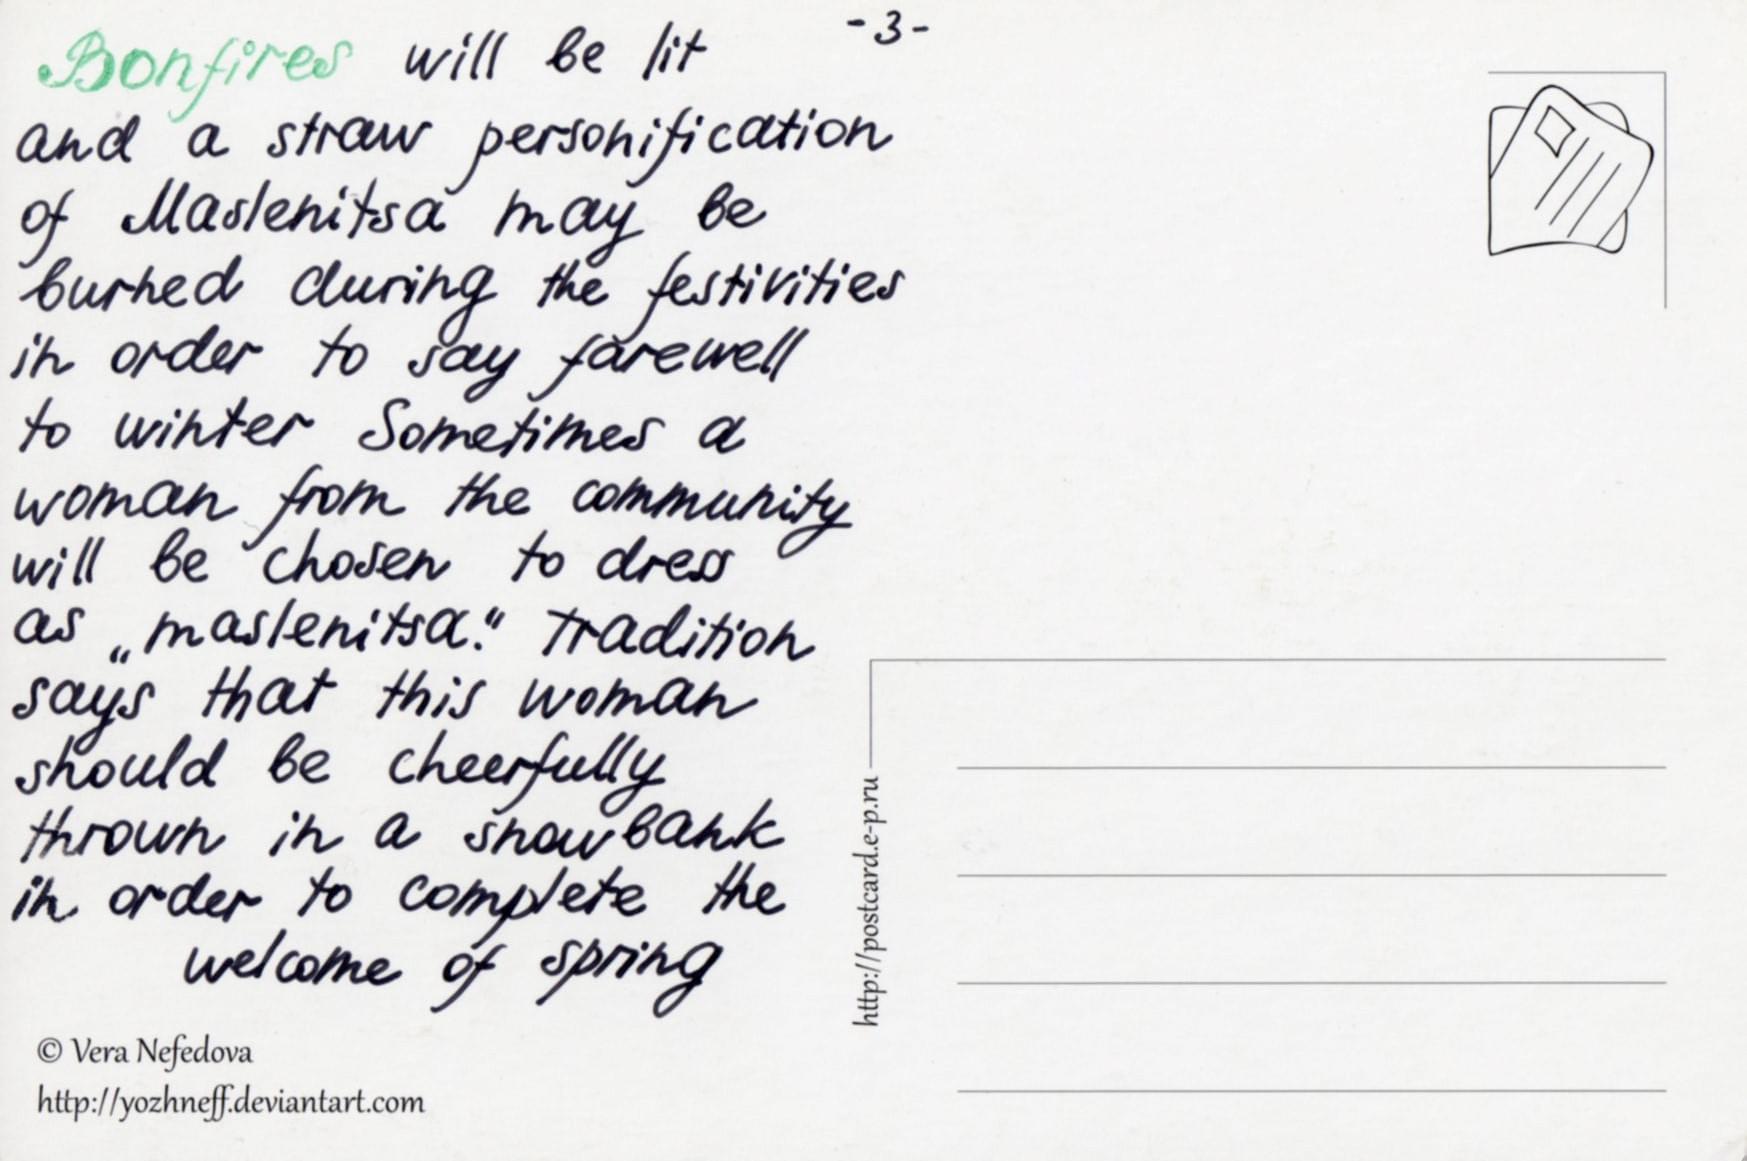 -3-
Bonfires will be lit
and a straw personification
of Maslenitsa may be
burned during the festivities
in order to say farewell
to winter Sometimes a
woman from the community
will be chosen to dress
as „maslenitsa.“ Tradition
says that this woman
should be cheerfully
thrown in a snowbank
in order to complete the
welcome of spring
© Vera Nefedova
http://yozhneff.deviantart.com
http://postcard.e-p.ru